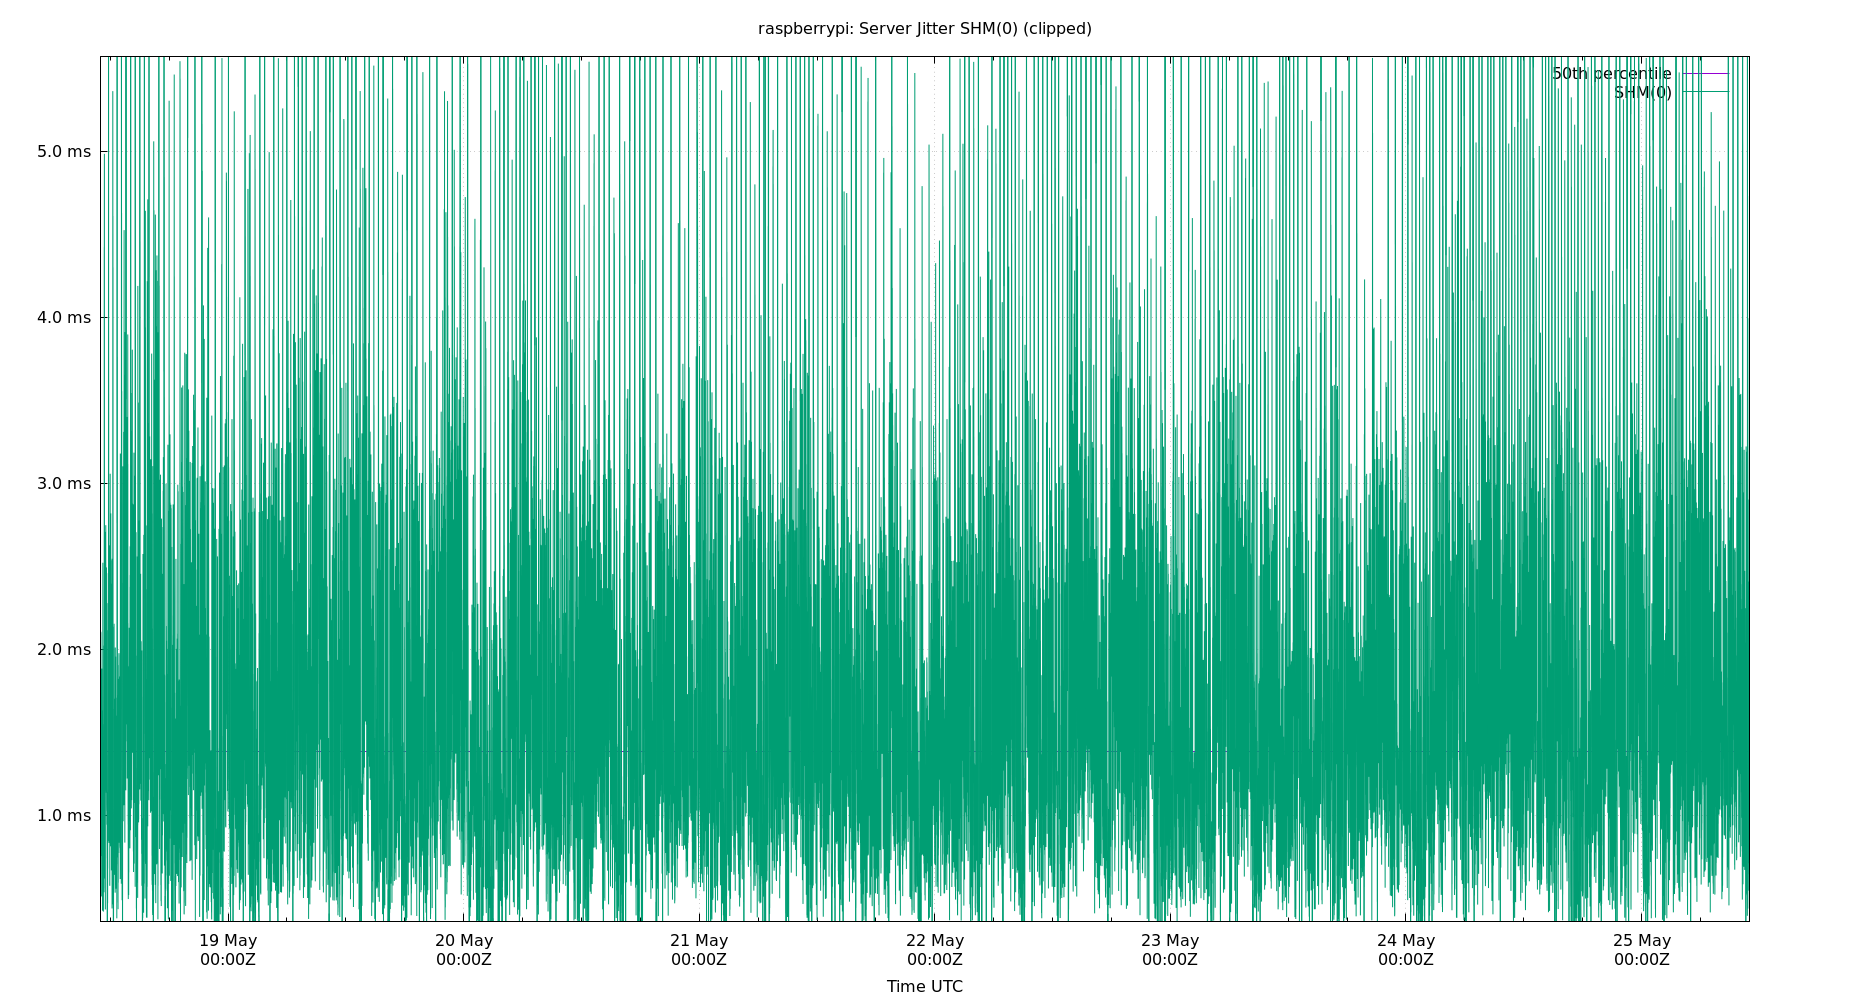 raspberrypi: Server Jitter SHM(0) (clipped)
50th percentile
SHM(0)
5.0 ms
4.0 ms
3.0 ms
2.0 ms
1.0 ms
19 May 20 May 21 May 22 May 23 May 24 May 25 May
00:00Z 00:00Z 00:00Z 00:00Z 00:00Z 00:00Z 00:00Z
Time UTC